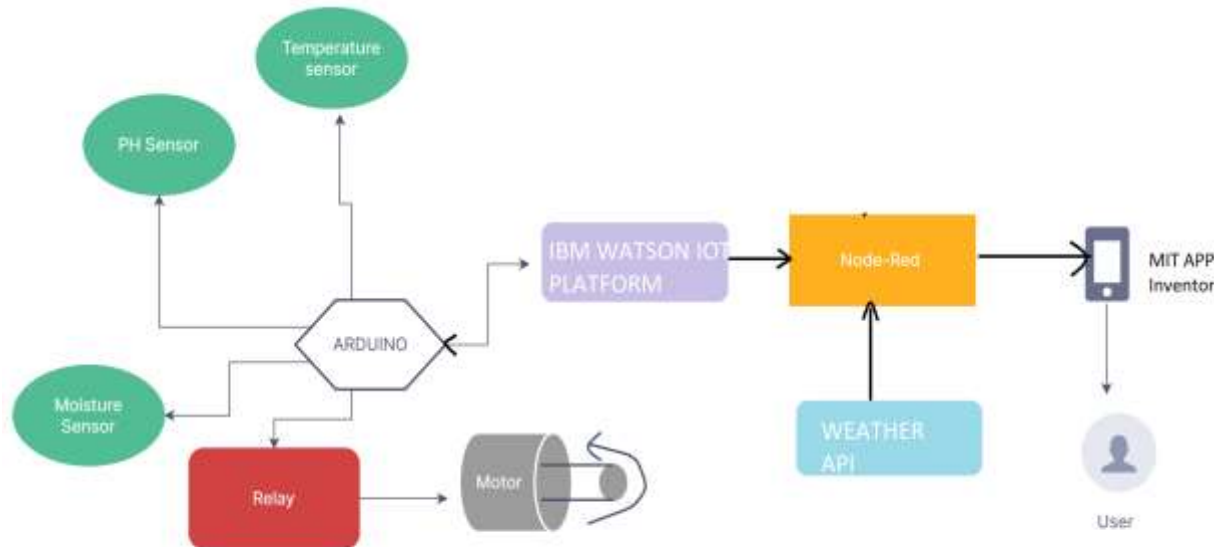 Temperature
sensor
PH Sensor
IBM WATSON IOT
PLATFORM
Node-Red
MIT APP
Inventor
ARDUINO
Moisture
Sensor
WEATHER
API
Relay
Motor
User